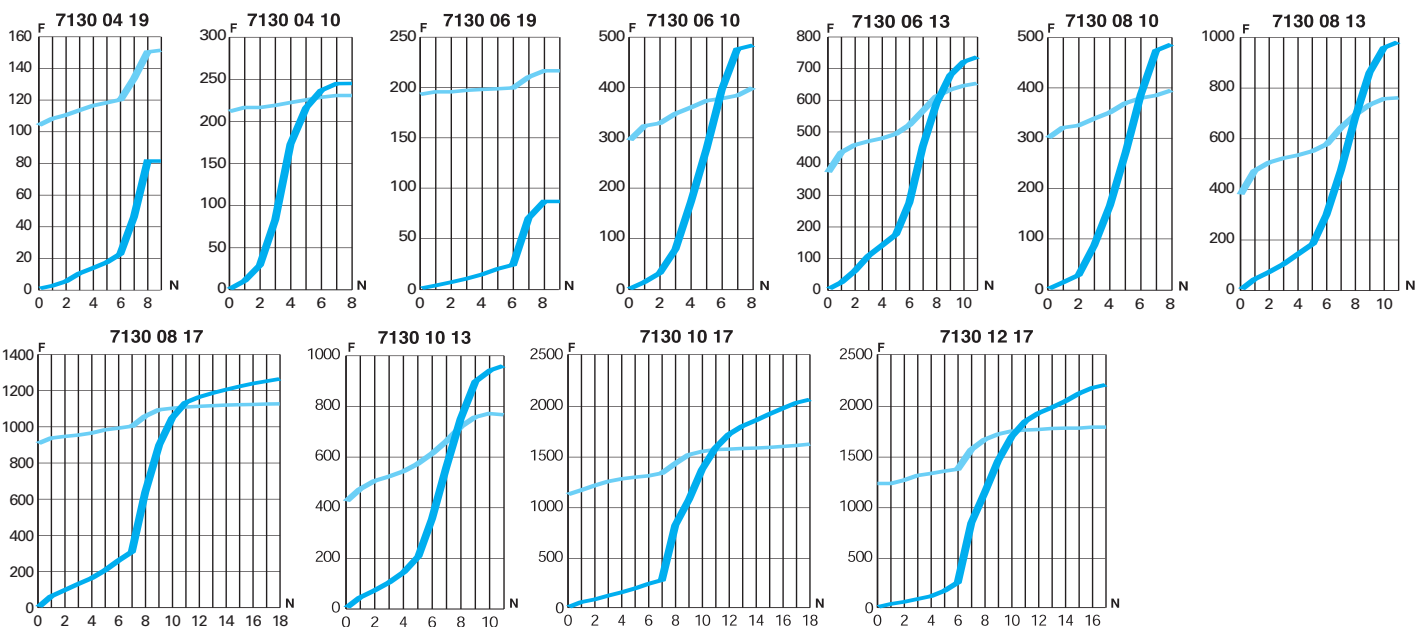 7130 04 19
F
160
140
120
100
80
60
40
20
0
0 2 4 6 8 N
7130 04 10
F
300
250
200
150
100
50
0
0 2 4 6 8 N
7130 06 19
F
250
200
150
100
50
0
0 2 4 6 8 N
7130 06 10
F
500
400
300
200
100
0
0 2 4 6 8 N
7130 06 13
F
800
700
600
500
400
300
200
100
0
0 2 4 6 8 10 N
7130 08 10
F
500
400
300
200
100
0
0 2 4 6 8 N
7130 08 13
F
1000
800
600
400
200
0
0 2 4 6 8 10 N
7130 08 17
F
1400
1200
1000
800
600
400
200
0
0 2 4 6 8 10 12 14 16 18 N
7130 10 13
F
1000
800
600
400
200
0
0 2 4 6 8 10 N
7130 10 17
F
2500
2000
1500
1000
500
0
0 2 4 6 8 10 12 14 16 18 N
7130 12 17
F
2500
2000
1500
1000
500
0
0 2 4 6 8 10 12 14 16 N